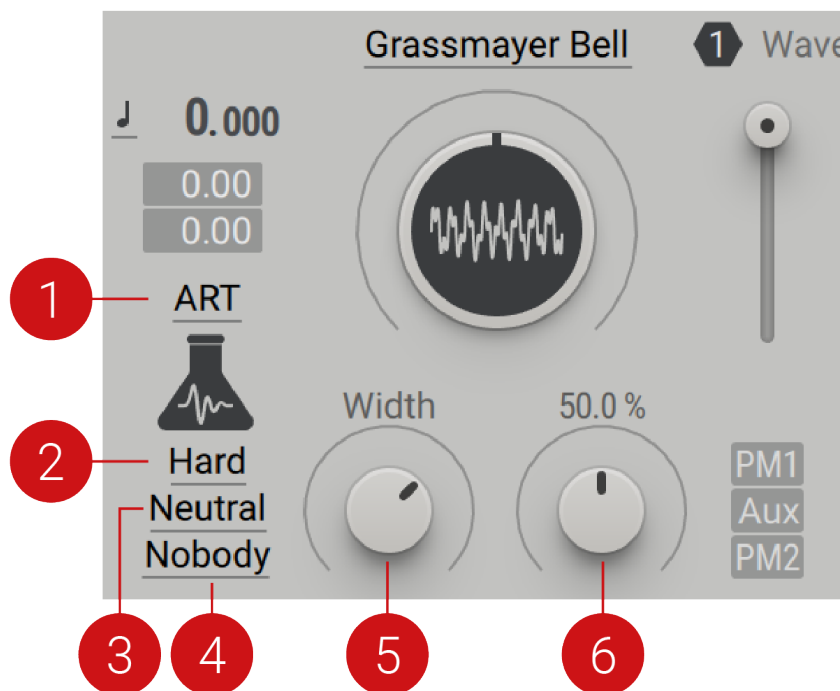 Grassmayer Bell
1 Wave
0.000
0.00
0.00
1 ART
2 Hard
Neutral
Nobody
Width
50.0 %
PM1
Aux
PM2
3 4 5 6